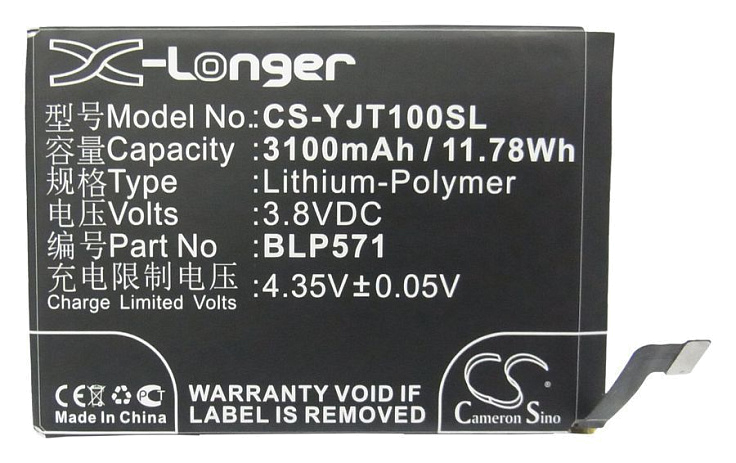 X-Longer
型号Model No.:CS-YJT100SL
容量Capacity :3100mAh / 11.78Wh
规格Type :Lithium-Polymer
电压Volts :3.8VDC
编号Part No :BLP571
充电限制电压
Charge Limited Volts :4.35V±0.05V
CE PCT
Made In China
WARRANTY VOID IF
LABEL IS REMOVED
CS
Cameron Sino